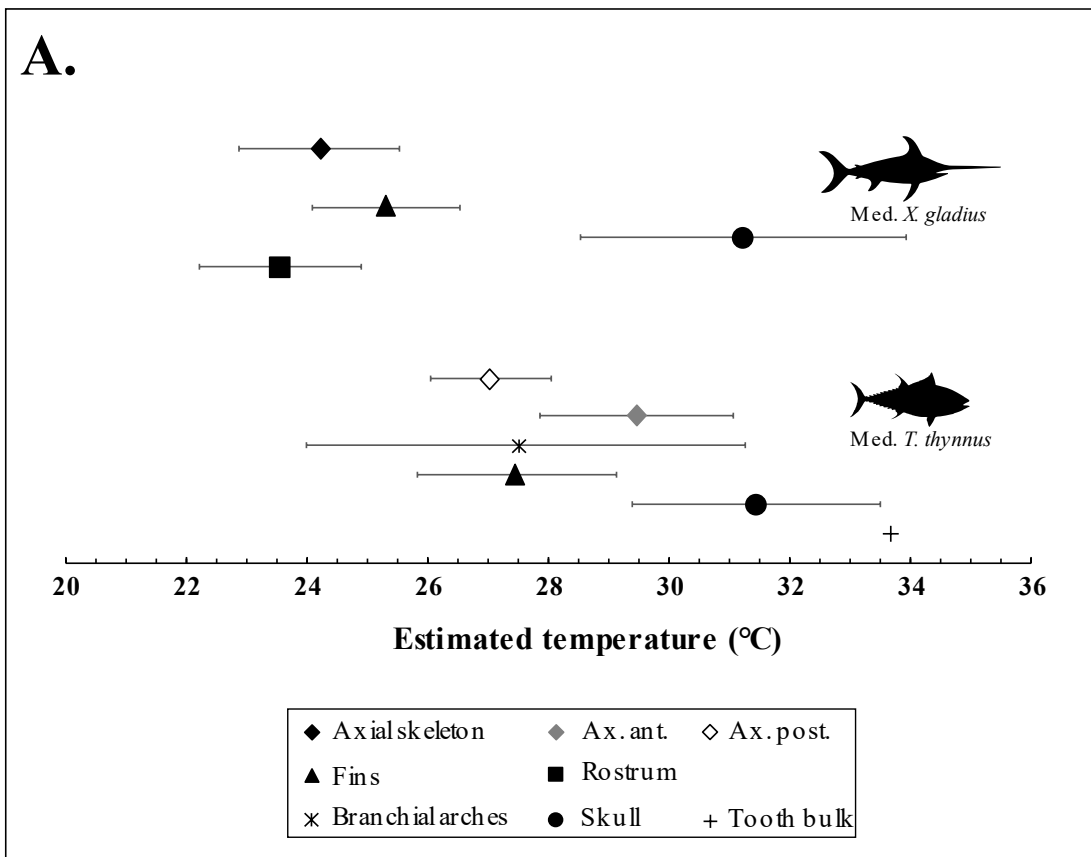 A.
Med. X. gladius
Med. T. thynnus
20 22 24 26 28 30 32 34 36
Estimated temperature (°C)
Axial skeleton Ax. ant. Ax. post.
Fins Rostrum
Branchial arches Skull Tooth bulk